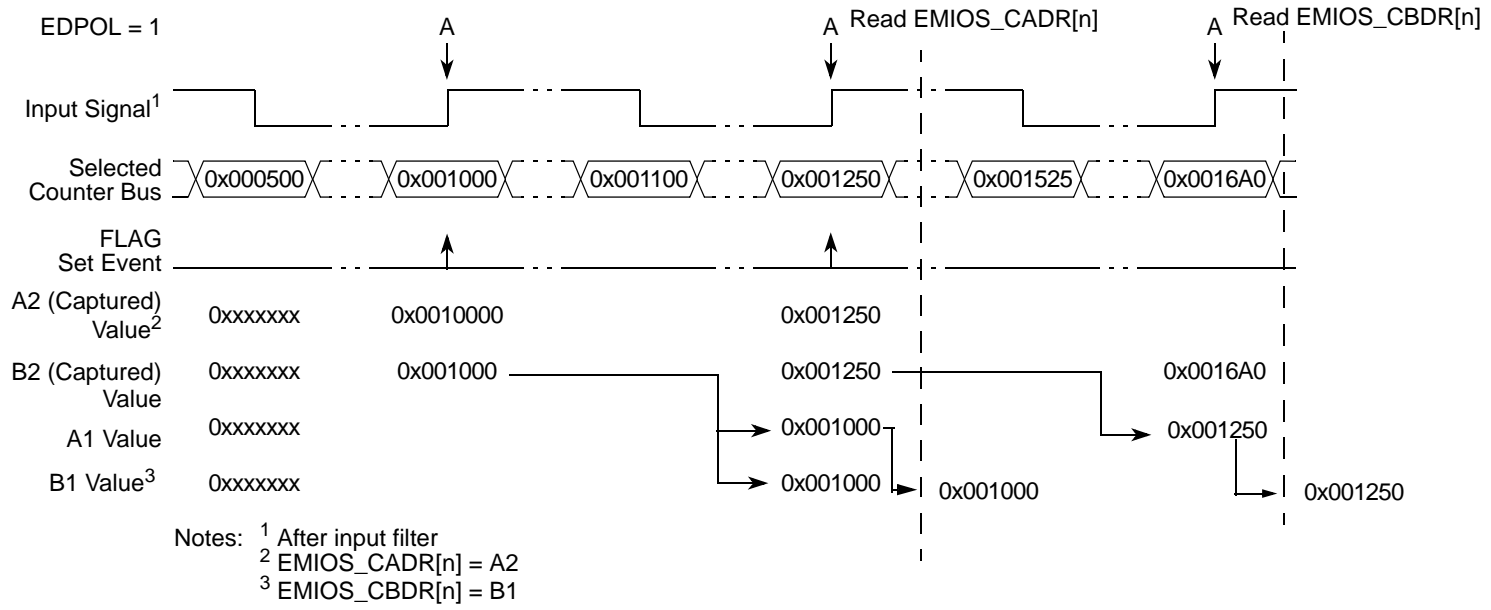 EDPOL = 1
A
A
Read EMIOS_CADR[n]
A
Read EMIOS_CBDR[n]
Input Signal1
Selected
Counter Bus
0x000500
0x001000
0x001100
0x001250
0x001525
0x0016A0
FLAG
Set Event
A2 (Captured)
Value2
0xxxxxxx
0x0010000
0x001250
B2 (Captured)
Value
0xxxxxxx
0x001000
0x001250
0x0016A0
A1 Value
0xxxxxxx
0x001000
0x001250
B1 Value3
0xxxxxxx
0x001000
0x001000
0x001250
Notes: 1 After input filter
2 EMIOS_CADR[n] = A2
3 EMIOS_CBDR[n] = B1